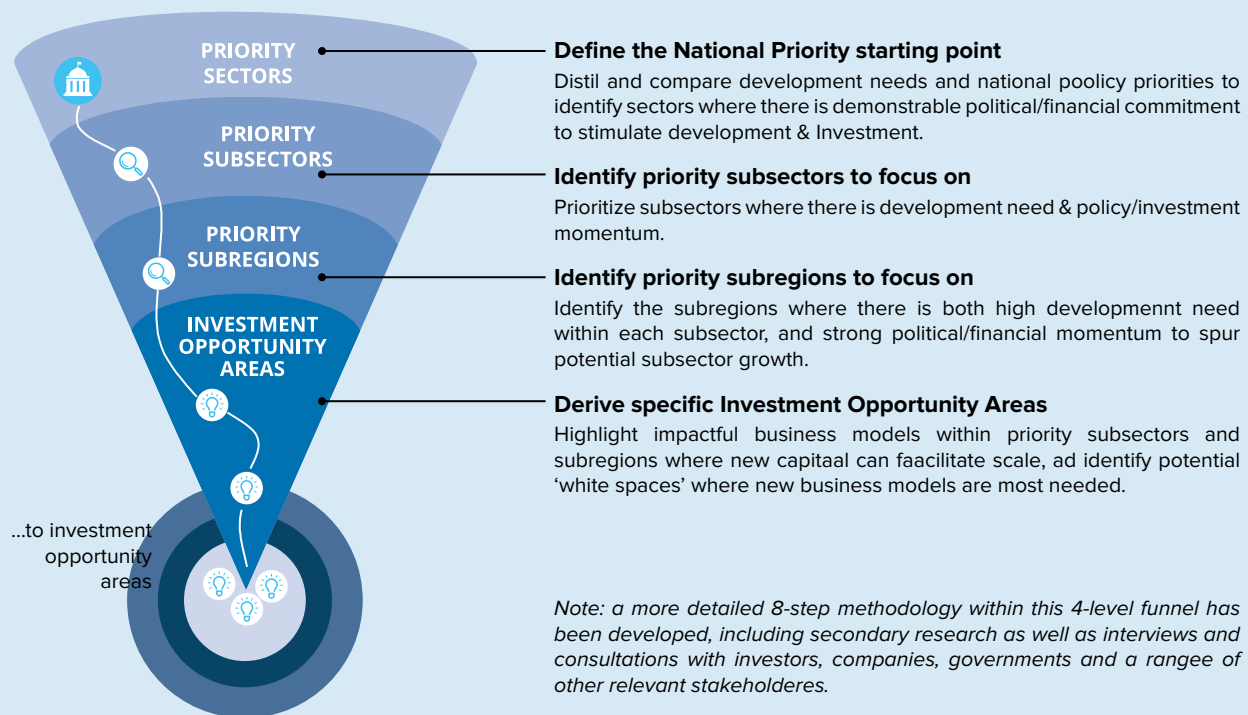 PRIORITY
SECTORS
PRIORITY
SUBSECTORS
PRIORITY
SUBREGIONS
INVESTMENT
OPPORTUNITY
AREAS
...to investment
opportunity
areas
Define the National Priority starting point
Distil and compare development needs and national poolicy priorities to
identify sectors where there is demonstrable political/financial commitment
to stimulate development & Investment.
Identify priority subsectors to focus on
Prioritize subsectors where there is development need & policy/investment
momentum.
Identify priority subregions to focus on
Identify the subregions where there is both high developmennt need
within each subsector, and strong political/financial momentum to spur
potential subsector growth.
Derive specific Investment Opportunity Areas
Highlight impactful business models within priority subsectors and
subregions where new capitaal can faacilitate scale, ad identify potential
‘white spaces’ where new business models are most needed.
Note: a more detailed 8-step methodology within this 4-level funnel has
been developed, including secondary research as well as interviews and
consultations with investors, companies, governments and a rangee of
other relevant stakeholderes.